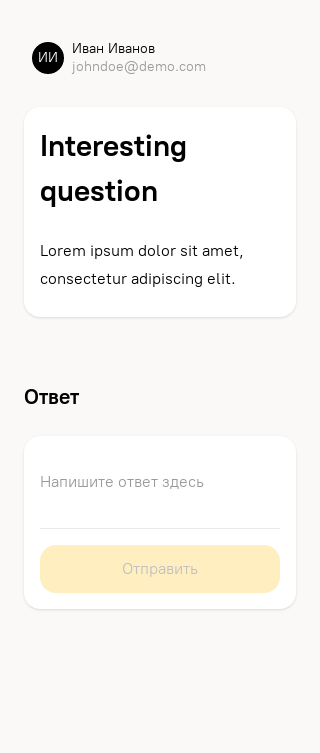 ИИ
Иван Иванов
johndoe@demo.com
Interesting
question
Lorem ipsum dolor sit amet,
consectetur adipiscing elit.
Ответ
Напишите ответ здесь
Отправить